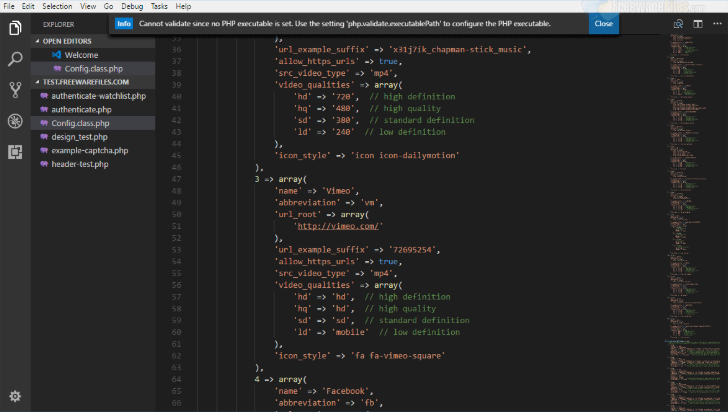 File Edit Selection View Go Debug Tasks Help
Info Cannot validate since no PHP executable is set. Use the setting 'php.validate.executablePath' to configure the PHP executable. Close
EXPLORER
OPEN EDITORS
Welcome
Config.class.php
TEST.FREEWAREFILES.COM
authenticate-watchlist.php
authenticate.php
Config.class.php
design_test.php
example-captcha.php
header-test.php
35 ),
36 'url_example_suffix' => 'x31j7ik_chapman-stick_music',
37 'allow_https_urls' => true,
38 'src_video_type' => 'mp4',
39 'video_qualities' => array(
40 'hd' => '720', // high definition
41 'hq' => '480', // high quality
42 'sd' => '380', // standard definition
43 'ld' => '240' // low definition
44 ),
45 'icon_style' => 'icon icon-dailymotion'
46 ),
47 3 => array(
48 'name' => 'Vimeo',
49 'abbreviation' => 'vm',
50 'url_root' => array(
51 'http://vimeo.com/'
52 ),
53 'url_example_suffix' => '72695254',
54 'allow_https_urls' => true,
55 'src_video_type' => 'mp4',
56 'video_qualities' => array(
57 'hd' => 'hd', // high definition
58 'hq' => 'hd', // high quality
59 'sd' => 'sd', // standard definition
60 'ld' => 'mobile' // low definition
61 ),
62 'icon_style' => 'fa fa-vimeo-square'
63 ),
64 4 => array(
65 'name' => 'Facebook',
66 'abbreviation' => 'fb',